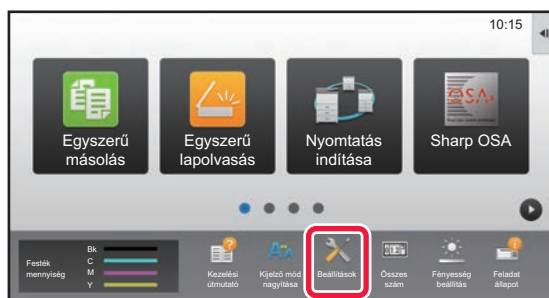 10:15
Egyszerű
másolás
Egyszerű
lapolvasás
Nyomtatás
indítása
OSA
Sharp OSA
Festék
mennyiség
Bk
C
M
Y
Kezelési
útmutató
Kijelző mód
nagyítása
Beállítások
Összes
szám
Fényesség
beállítás
Feladat
állapot